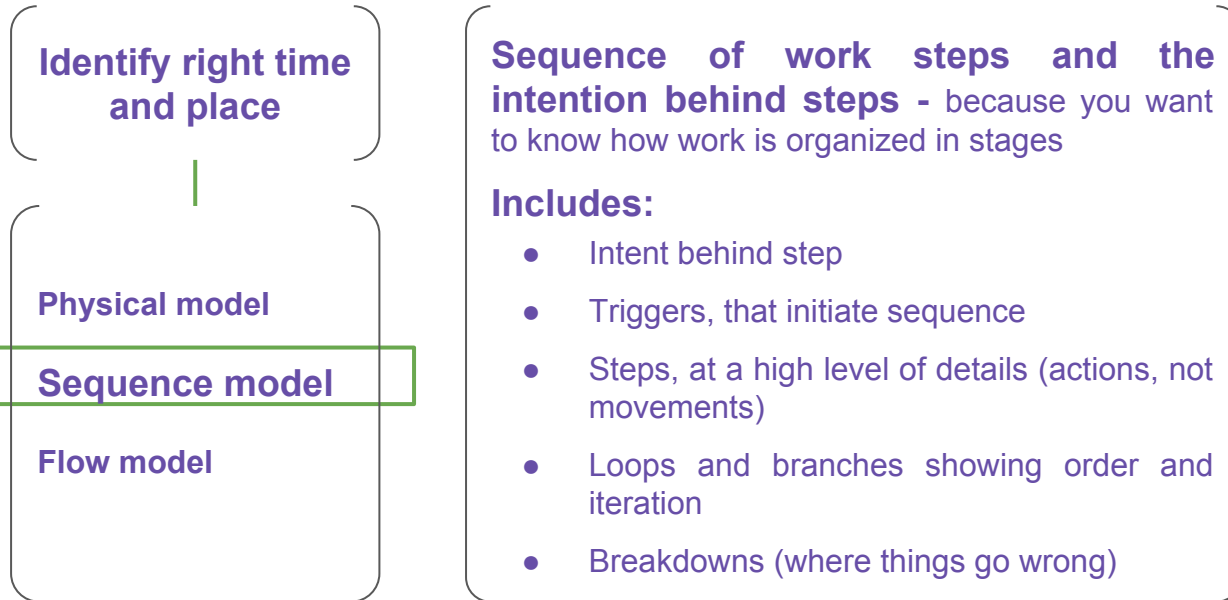 Identify right time
and place
Physical model
Sequence model
Flow model
Sequence of work steps and the
intention behind steps - because you want
to know how work is organized in stages
Includes:
● Intent behind step
● Triggers, that initiate sequence
● Steps, at a high level of details (actions, not
movements)
● Loops and branches showing order and
iteration
● Breakdowns (where things go wrong)